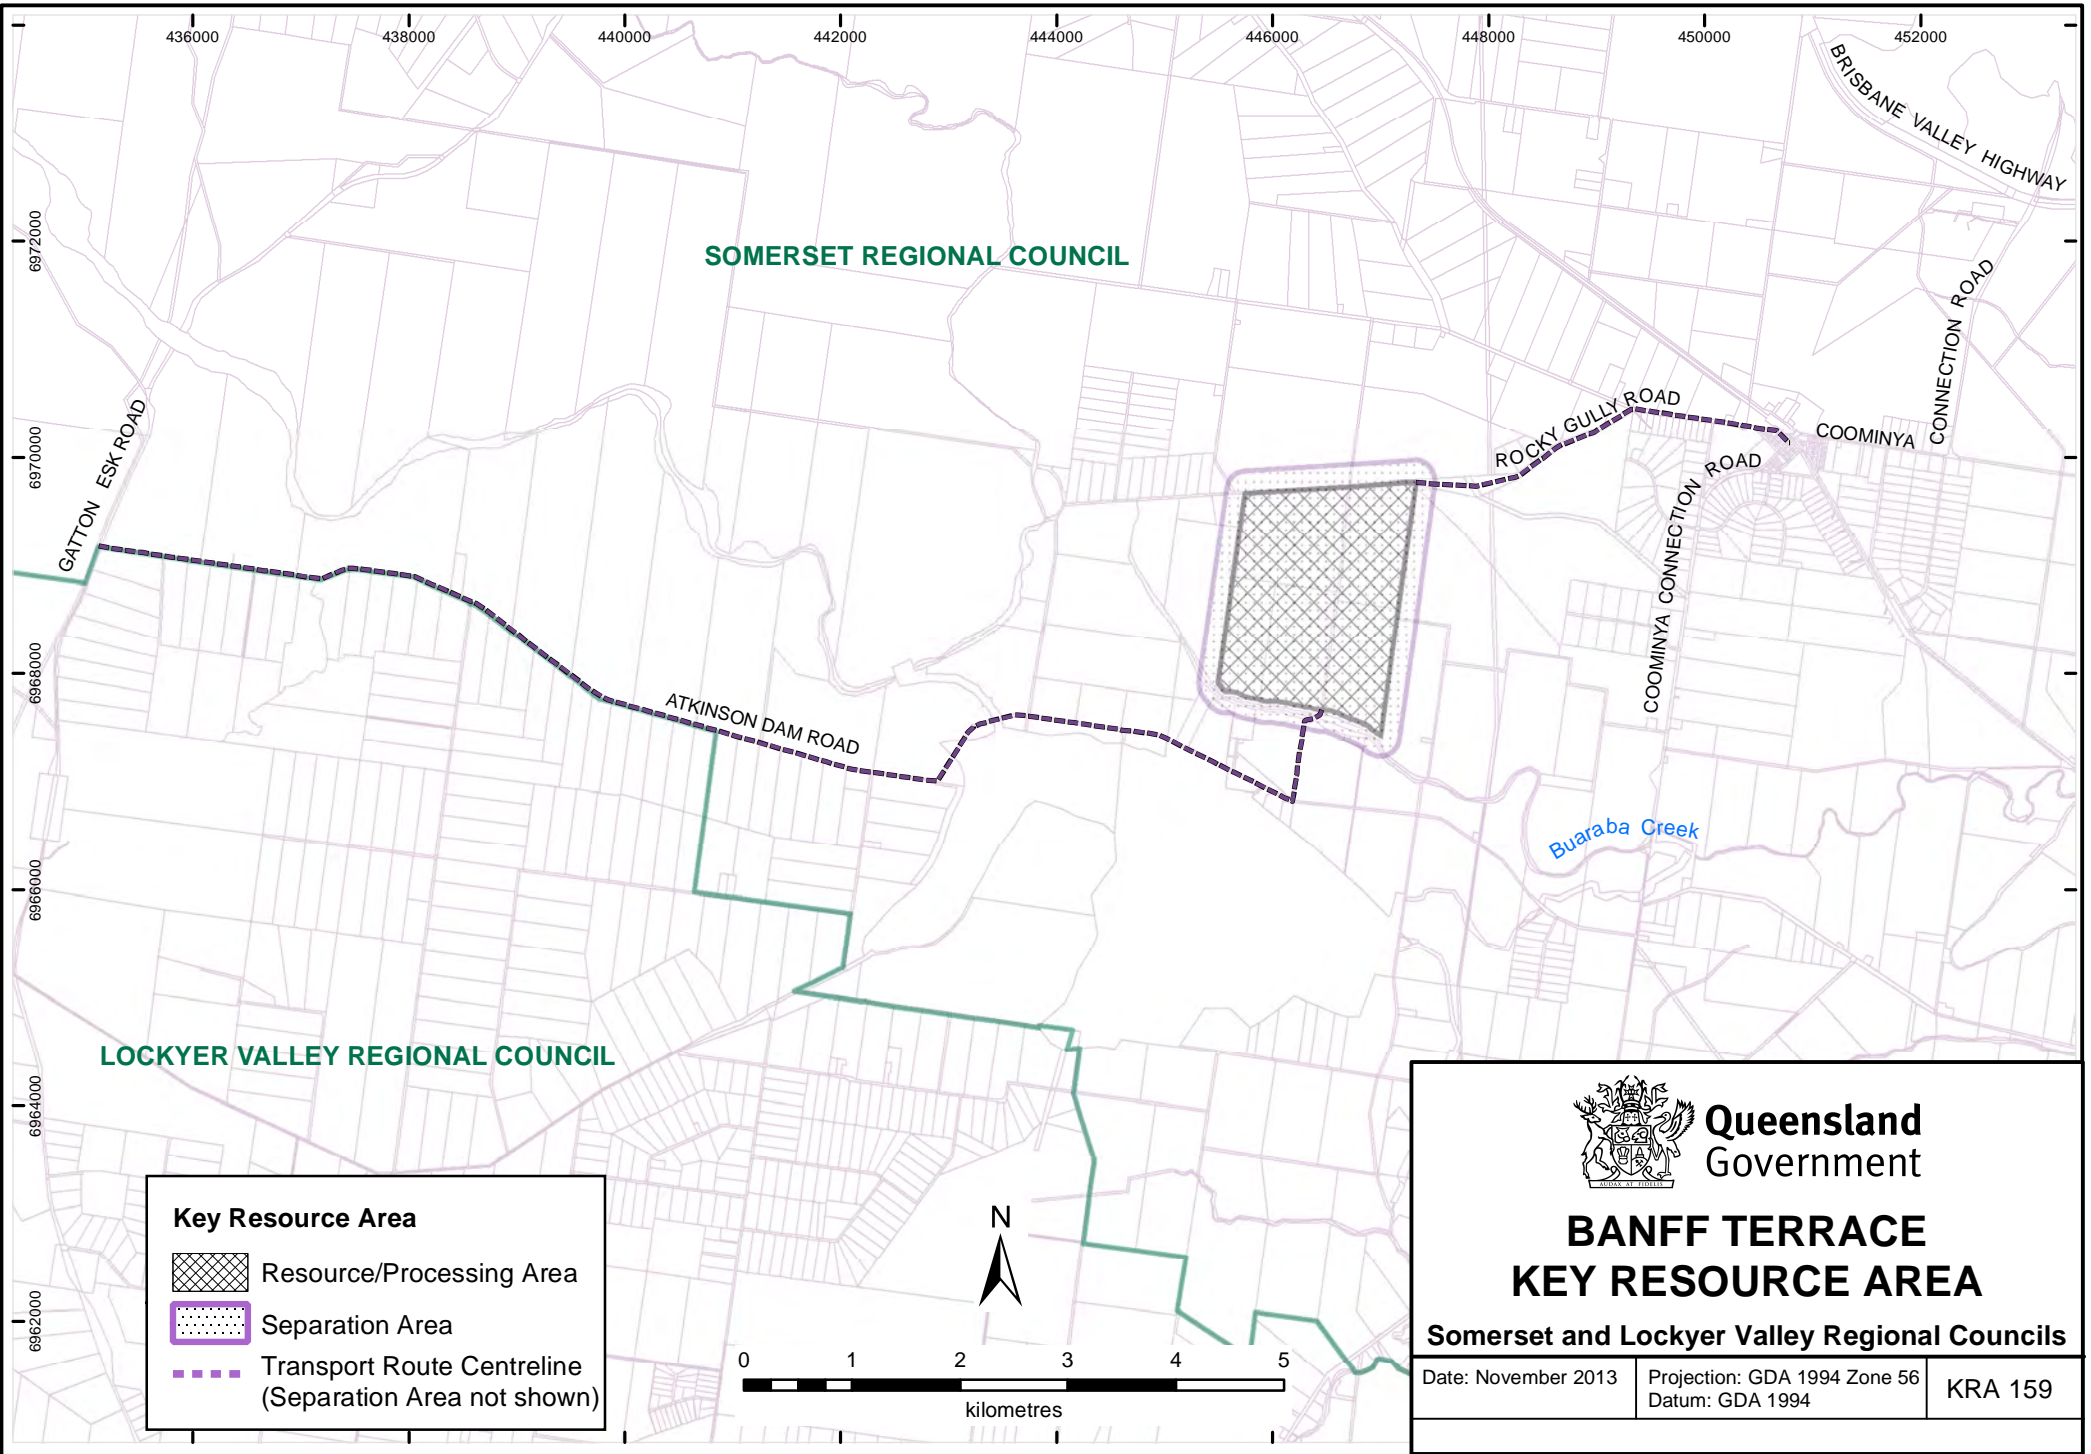 436000
438000
440000
442000
444000
446000
448000
450000
452000
BRISBANE VALLEY HIGHWAY
6972000
SOMERSET REGIONAL COUNCIL
CONNECTION ROAD
GATTON ESK ROAD
6970000
ROCKY GULLY ROAD
COOMINYA
COOMINYA CONNECTION ROAD
6968000
ATKINSON DAM ROAD
Buaraba Creek
6966000
LOCKYER VALLEY REGIONAL COUNCIL
6964000
6962000
Key Resource Area
Resource/Processing Area
Separation Area
Transport Route Centreline
(Separation Area not shown)
N
0 1 2 3 4 5
kilometres
AUDAX AT FIDELIS
Queensland
Government
BANFF TERRACE
KEY RESOURCE AREA
Somerset and Lockyer Valley Regional Councils
Date: November 2013
Projection: GDA 1994 Zone 56
Datum: GDA 1994
KRA 159